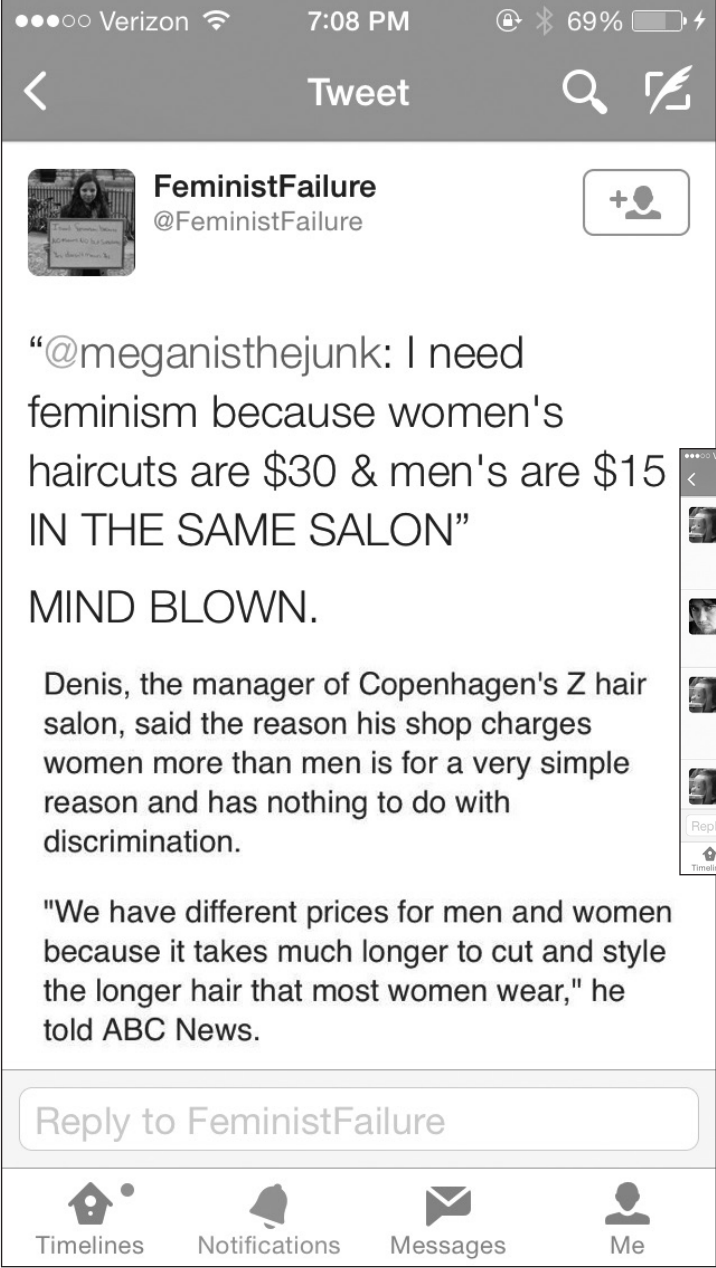 Verizon 7:08 PM 69%
Tweet
FeministFailure
@FeministFailure
“@meganisthejunk: I need
feminism because women's
haircuts are $30 & men's are $15
IN THE SAME SALON”
MIND BLOWN.
Denis, the manager of Copenhagen's Z hair
salon, said the reason his shop charges
women more than men is for a very simple
reason and has nothing to do with
discrimination.
"We have different prices for men and women
because it takes much longer to cut and style
the longer hair that most women wear," he
told ABC News.
Reply to FeministFailure
Timelines Notifications Messages Me